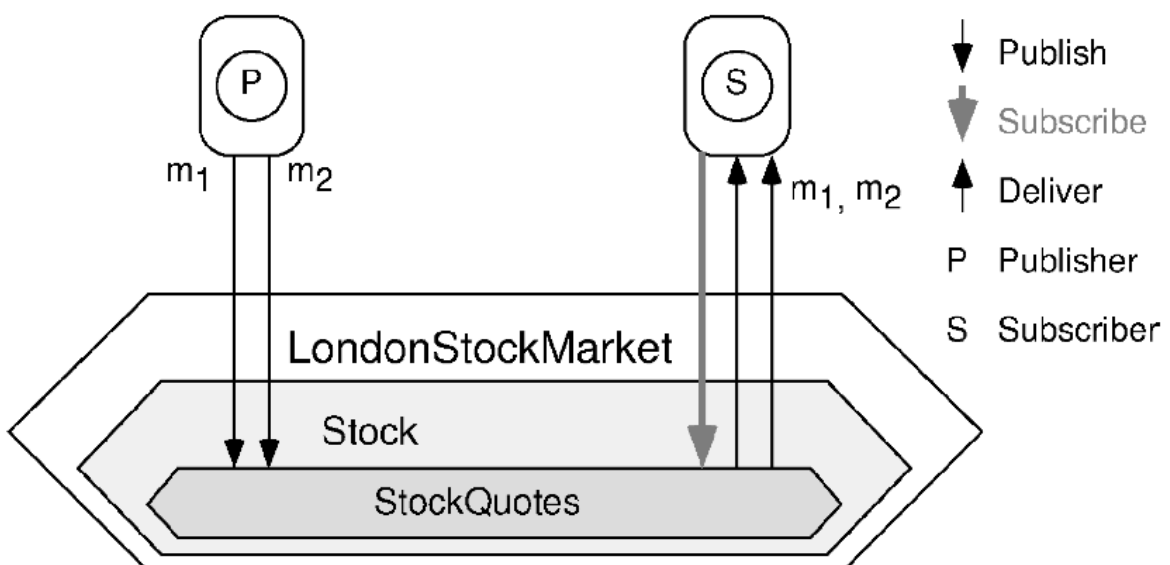 P
S
m1 m2
m1, m2
Publish
Subscribe
Deliver
P Publisher
S Subscriber
LondonStockMarket
Stock
StockQuotes